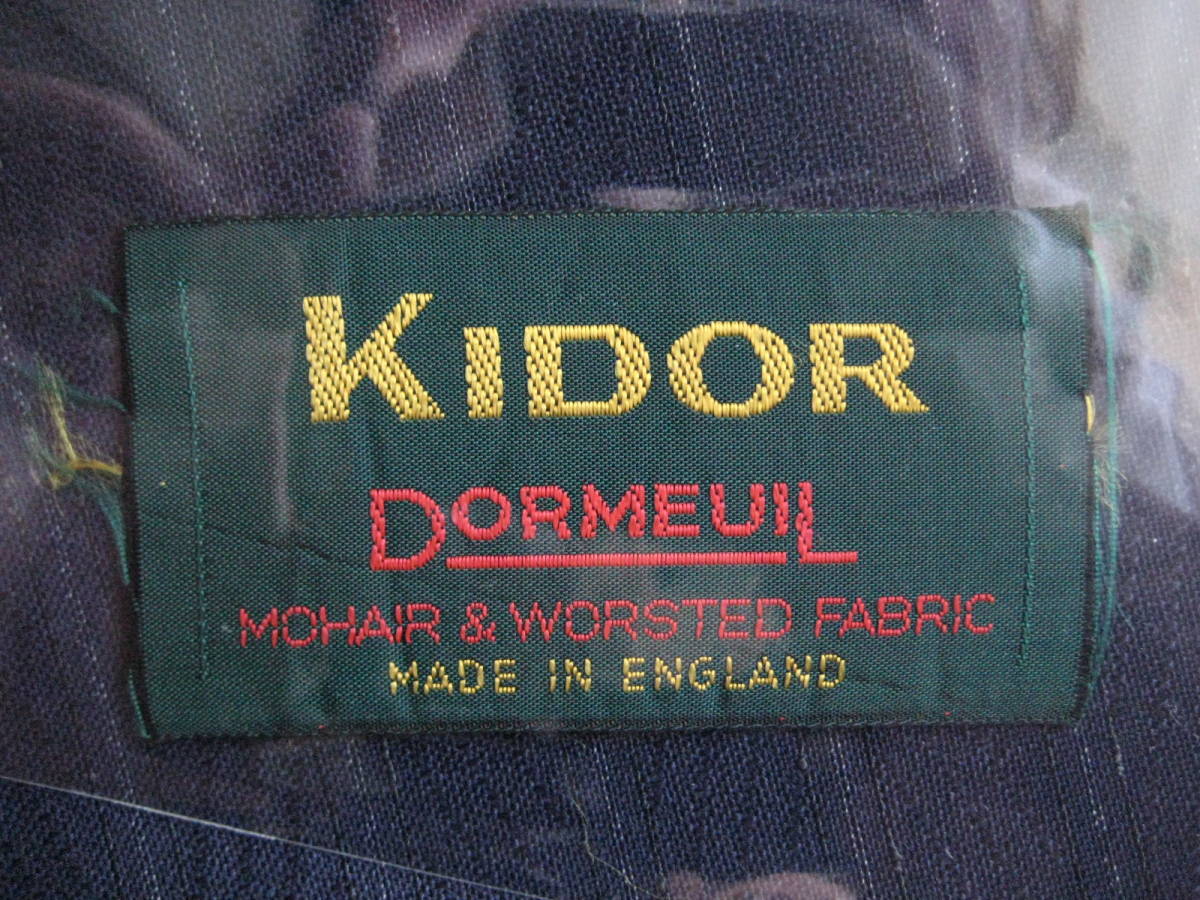 KIDOR
DORMEUIL
MOHAIR & WORSTED FABRIC
MADE IN ENGLAND